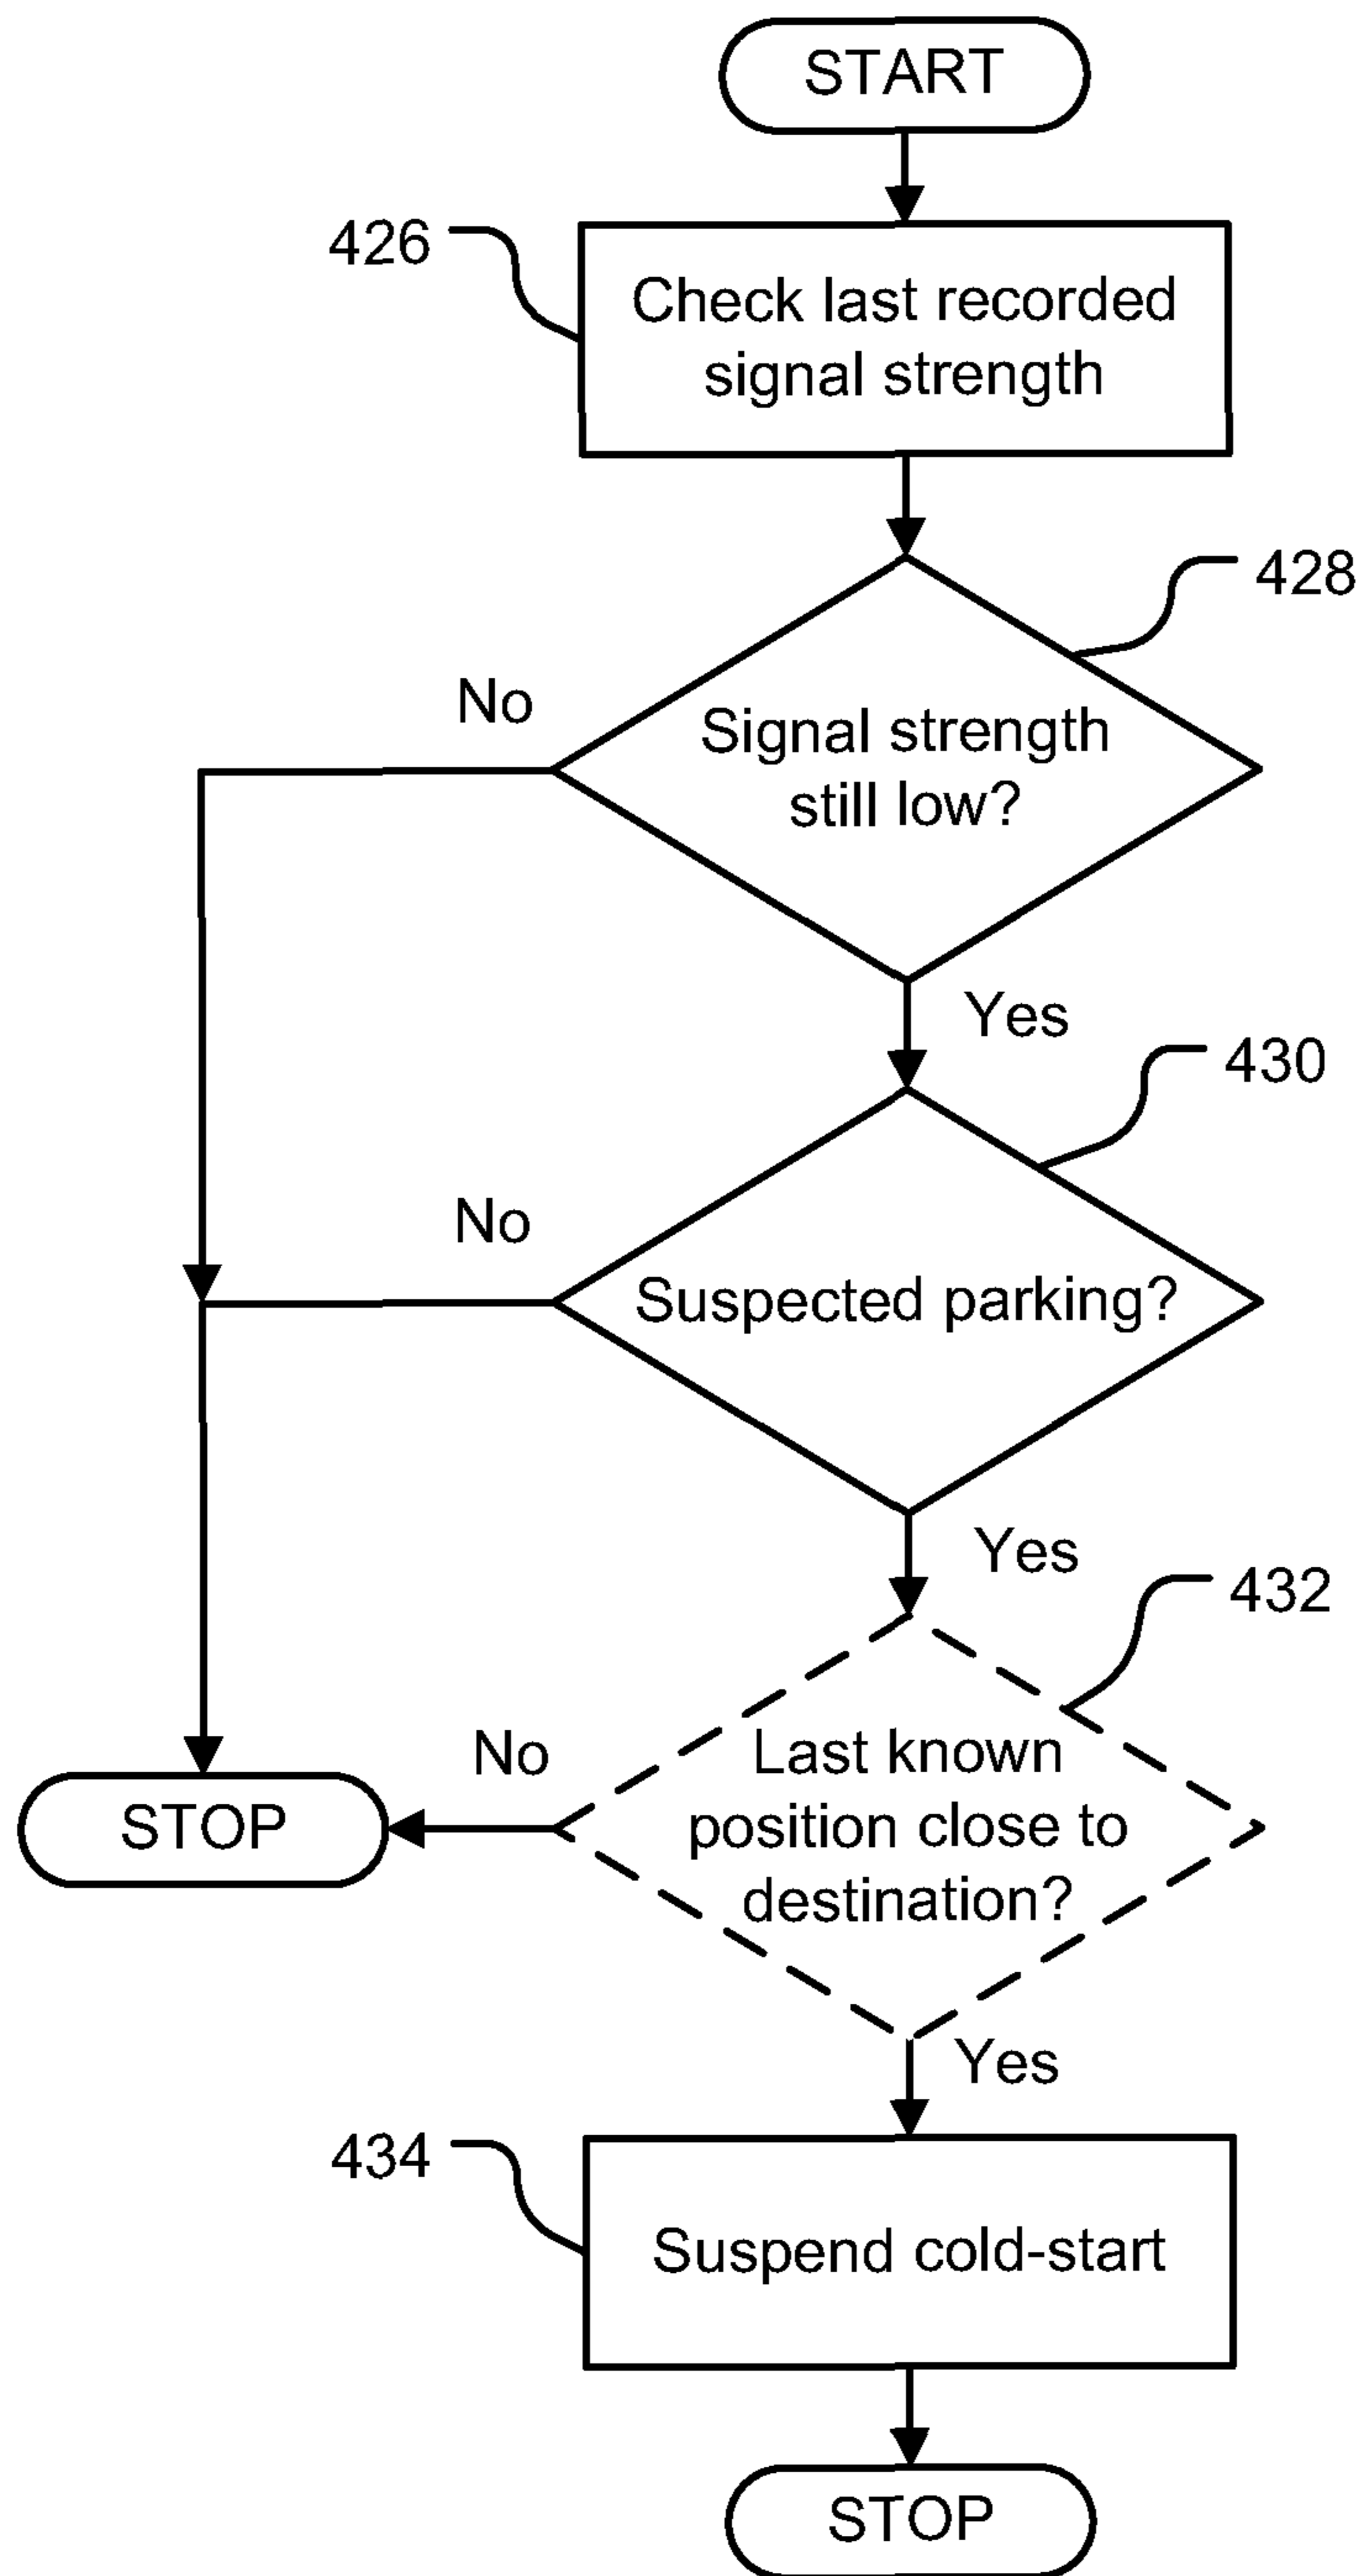 START
426
Check last recorded
signal strength
428
No
Signal strength
still low?
Yes
430
No
Suspected parking?
Yes
432
No
Last known
position close to
destination?
STOP
Yes
434
Suspend cold-start
STOP